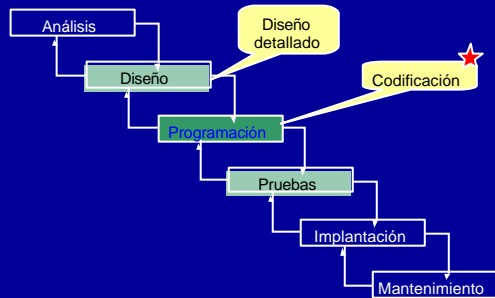 Análisis
Diseño
detallado
Diseño
Codificación
Programación
Pruebas
Implantación
Mantenimiento